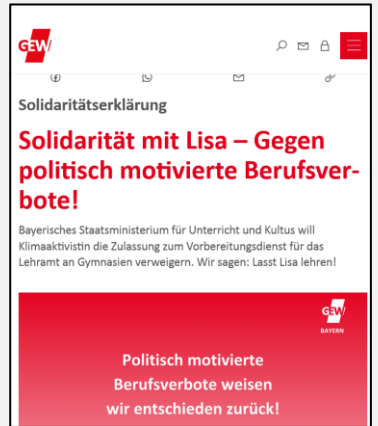 GEW
Solidaritätserklärung
Solidarität mit Lisa – Gegen
politisch motivierte Berufsver-
bote!
Bayerisches Staatsministerium für Unterricht und Kultus will
Klimaaktivistin die Zulassung zum Vorbereitungsdienst für das
Lehramt an Gymnasien verweigern. Wir sagen: Lasst Lisa lehren!
GEW
BAYERN
Politisch motivierte
Berufsverbote weisen
wir entschieden zurück!